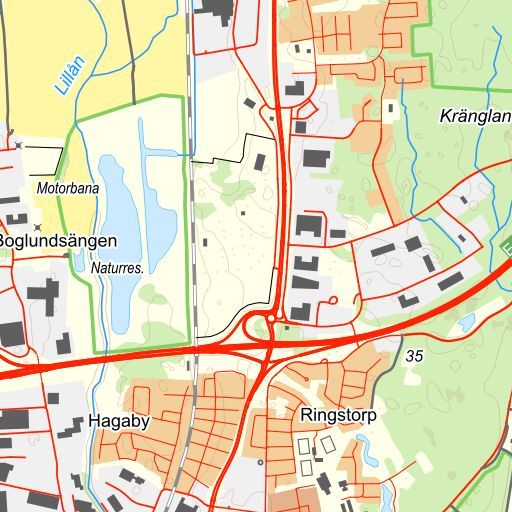 Lillån
Kränglan
Motorbana
Boglundsängen
Naturres.
E
35
Hagaby
Ringstorp